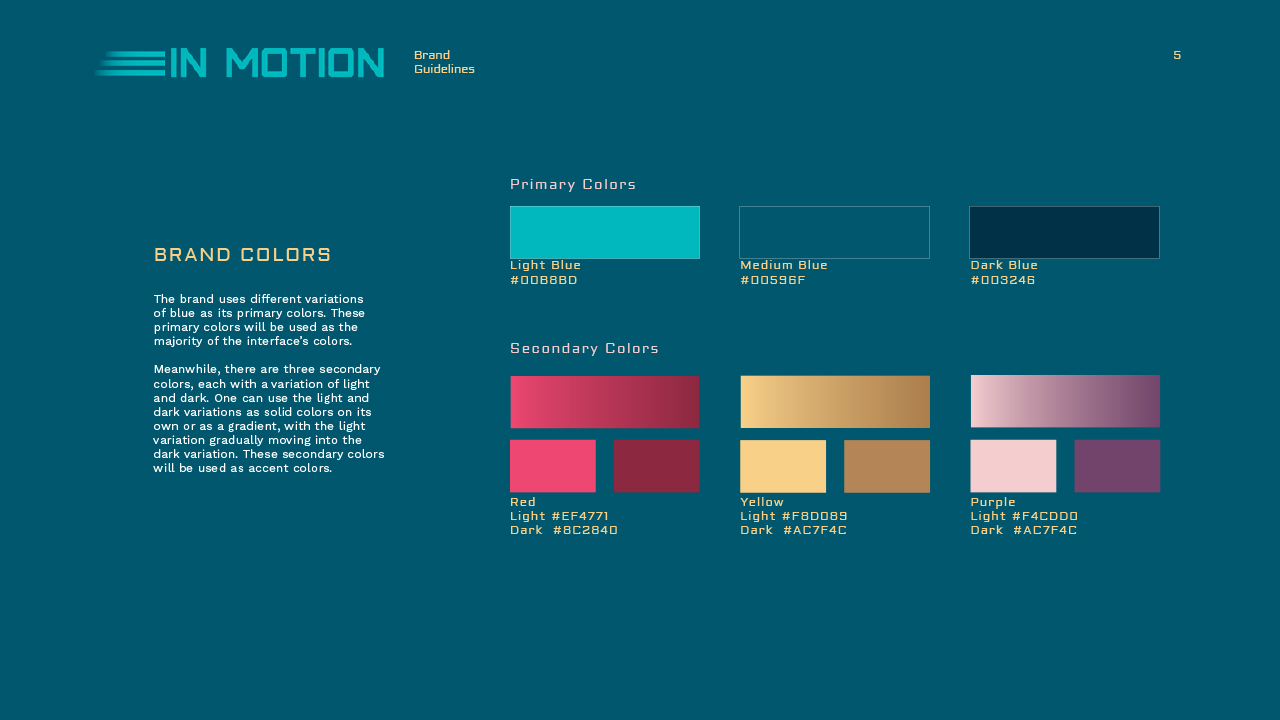 IN MOTION
Brand
Guidelines
5
BRAND COLORS
The brand uses different variations
of blue as its primary colors. These
primary colors will be used as the
majority of the interface's colors.
Meanwhile, there are three secondary
colors, each with a variation of light
and dark. One can use the light and
dark variations as solid colors on its
own or as a gradient, with the light
variation gradually moving into the
dark variation. These secondary colors
will be used as accent colors.
Primary Colors
Light Blue
#00B8BD
Medium Blue
#00596F
Dark Blue
#003246
Secondary Colors
Red
Light #EF4771
Dark #8C2840
Yellow
Light #F8D089
Dark #AC7F4C
Purple
Light #F4CDD0
Dark #AC7F4C